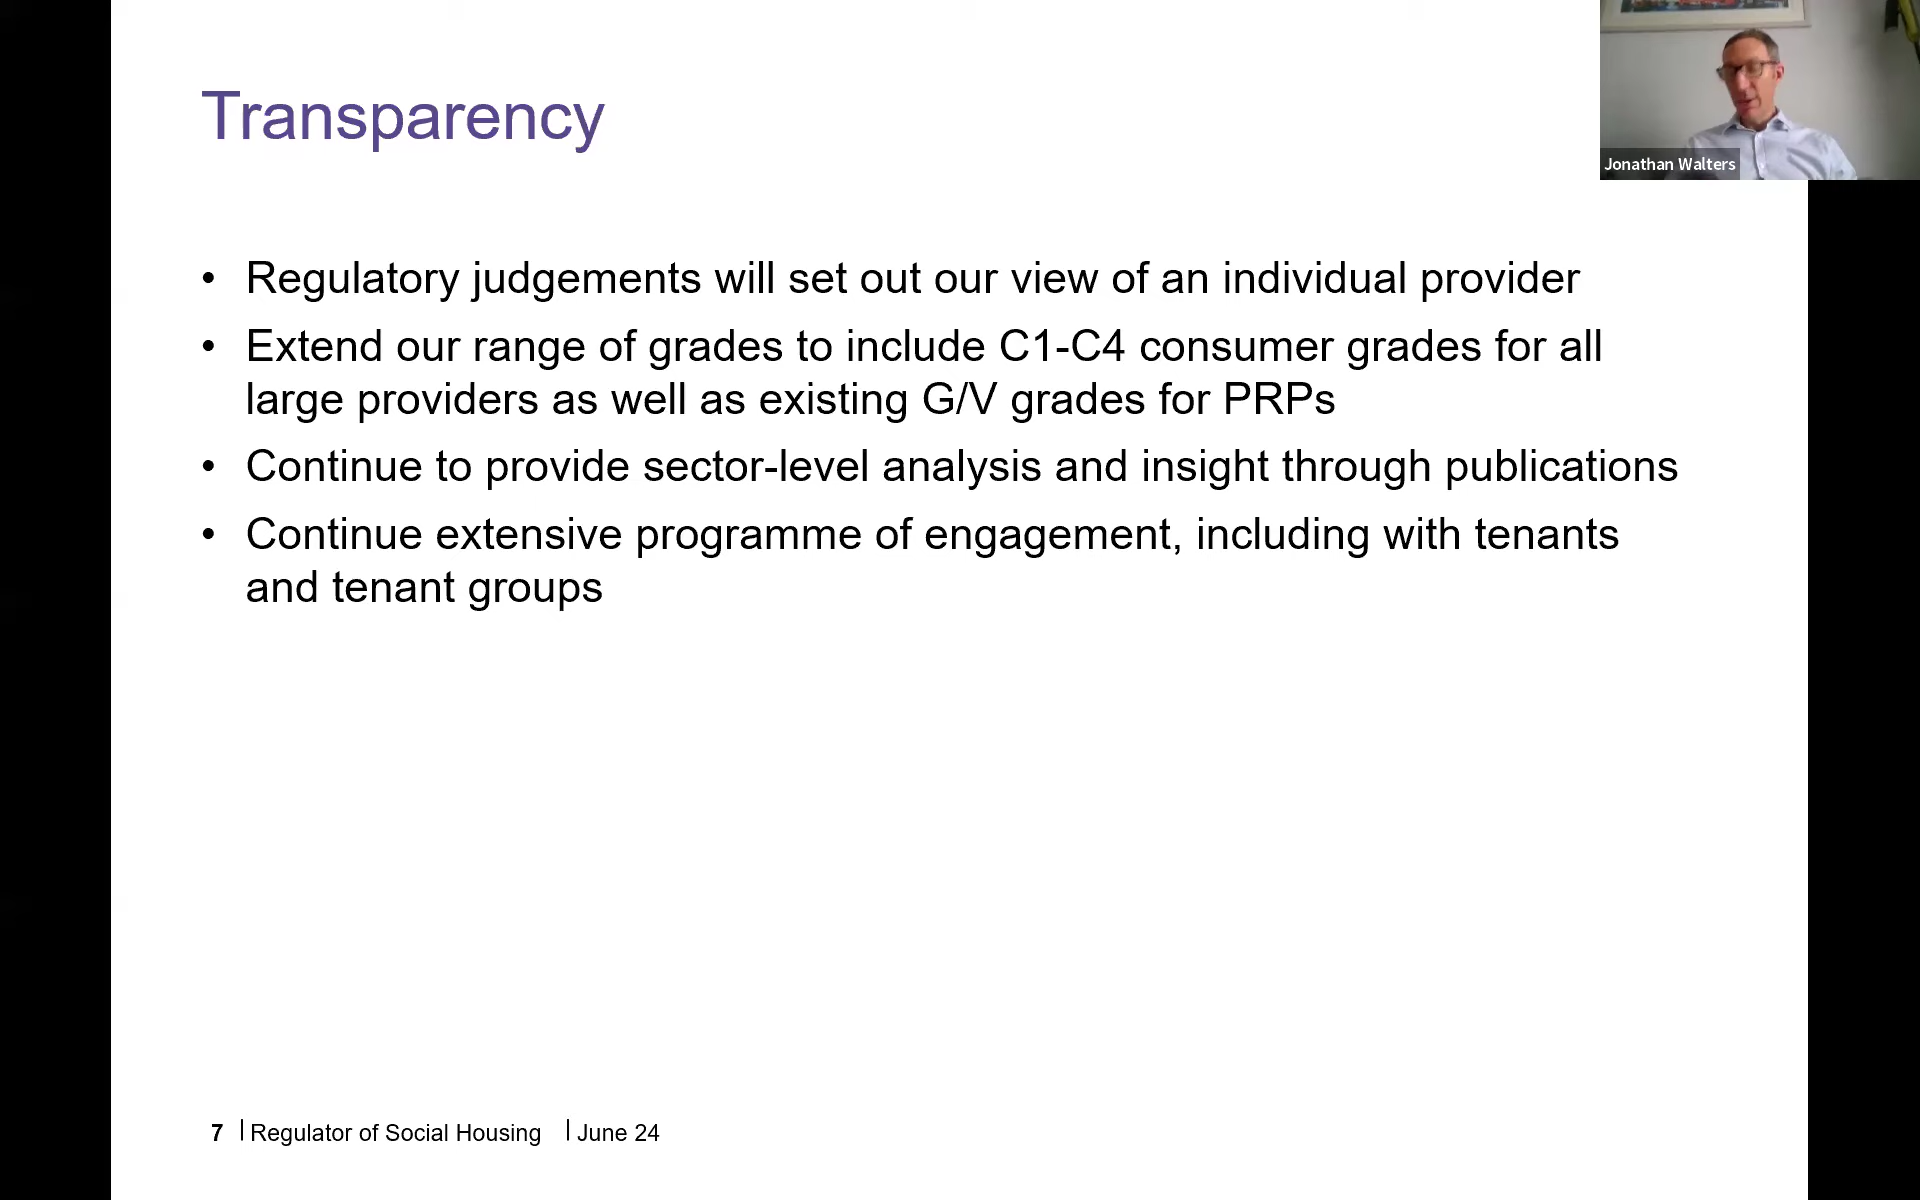 Transparency
Jonathan Walters
• Regulatory judgements will set out our view of an individual provider
• Extend our range of grades to include C1-C4 consumer grades for all
large providers as well as existing G/V grades for PRPs
• Continue to provide sector-level analysis and insight through publications
• Continue extensive programme of engagement, including with tenants
and tenant groups
7 | Regulator of Social Housing | June 24